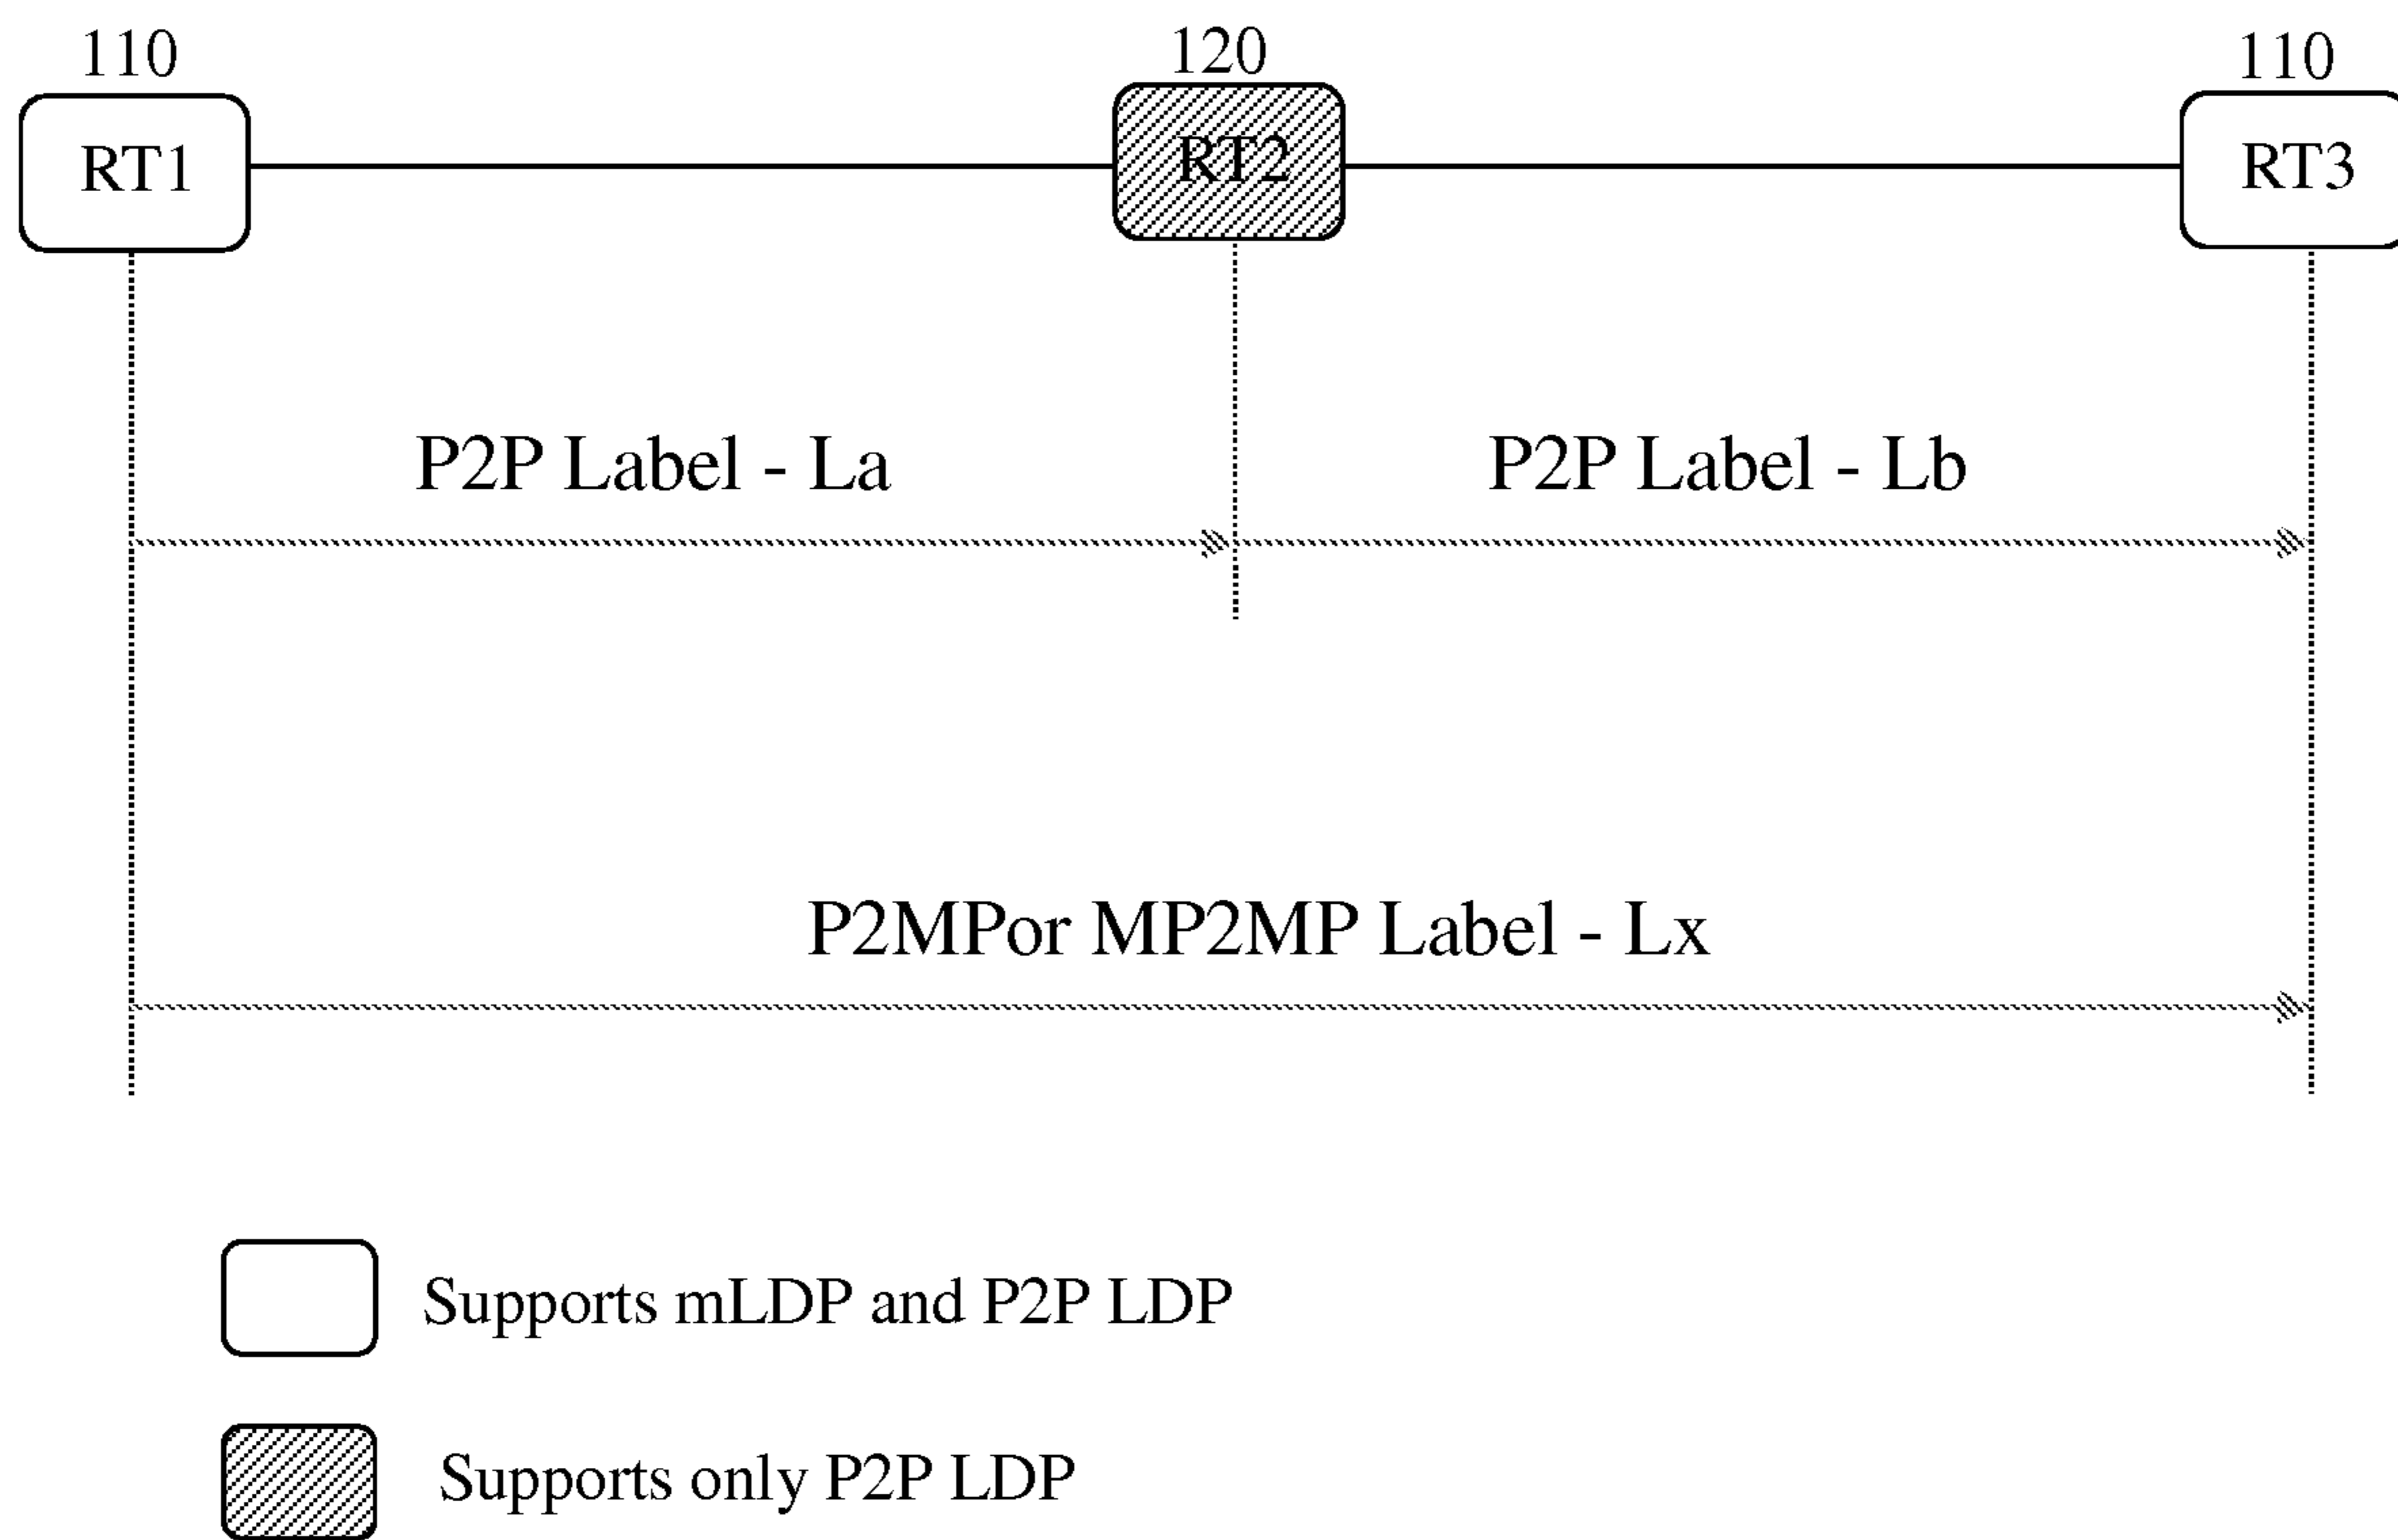 110
120
110
RT1
RT2
RT3
P2P Label - La
P2P Label - Lb
P2MPor MP2MP Label - Lx
Supports mLDP and P2P LDP
Supports only P2P LDP